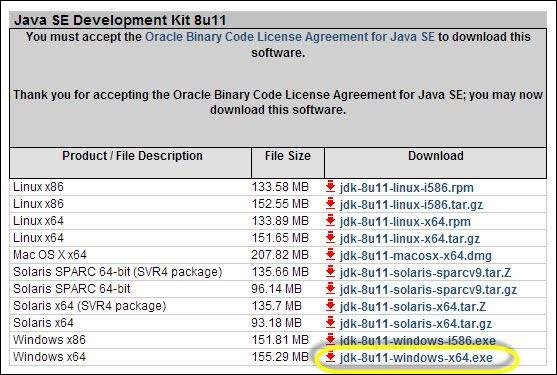 Java SE Development Kit 8u11
You must accept the Oracle Binary Code License Agreement for Java SE to download this
software.
Thank you for accepting the Oracle Binary Code License Agreement for Java SE; you may now
download this software.
Product / File Description File Size Download
Linux x86 133.58 MB jdk-8u11-linux-i586.rpm
Linux x86 152.55 MB jdk-8u11-linux-i586.tar.gz
Linux x64 133.89 MB jdk-8u11-linux-x64.rpm
Linux x64 151.65 MB jdk-8u11-linux-x64.tar.gz
Mac OS X x64 207.82 MB jdk-8u11-macosx-x64.dmg
Solaris SPARC 64-bit (SVR4 package) 135.66 MB jdk-8u11-solaris-sparcv9.tar.Z
Solaris SPARC 64-bit 96.14 MB jdk-8u11-solaris-sparcv9.tar.gz
Solaris x64 (SVR4 package) 135.7 MB jdk-8u11-solaris-x64.tar.Z
Solaris x64 93.18 MB jdk-8u11-solaris-x64.tar.gz
Windows x86 151.81 MB jdk-8u11-windows-i586.exe
Windows x64 155.29 MB jdk-8u11-windows-x64.exe